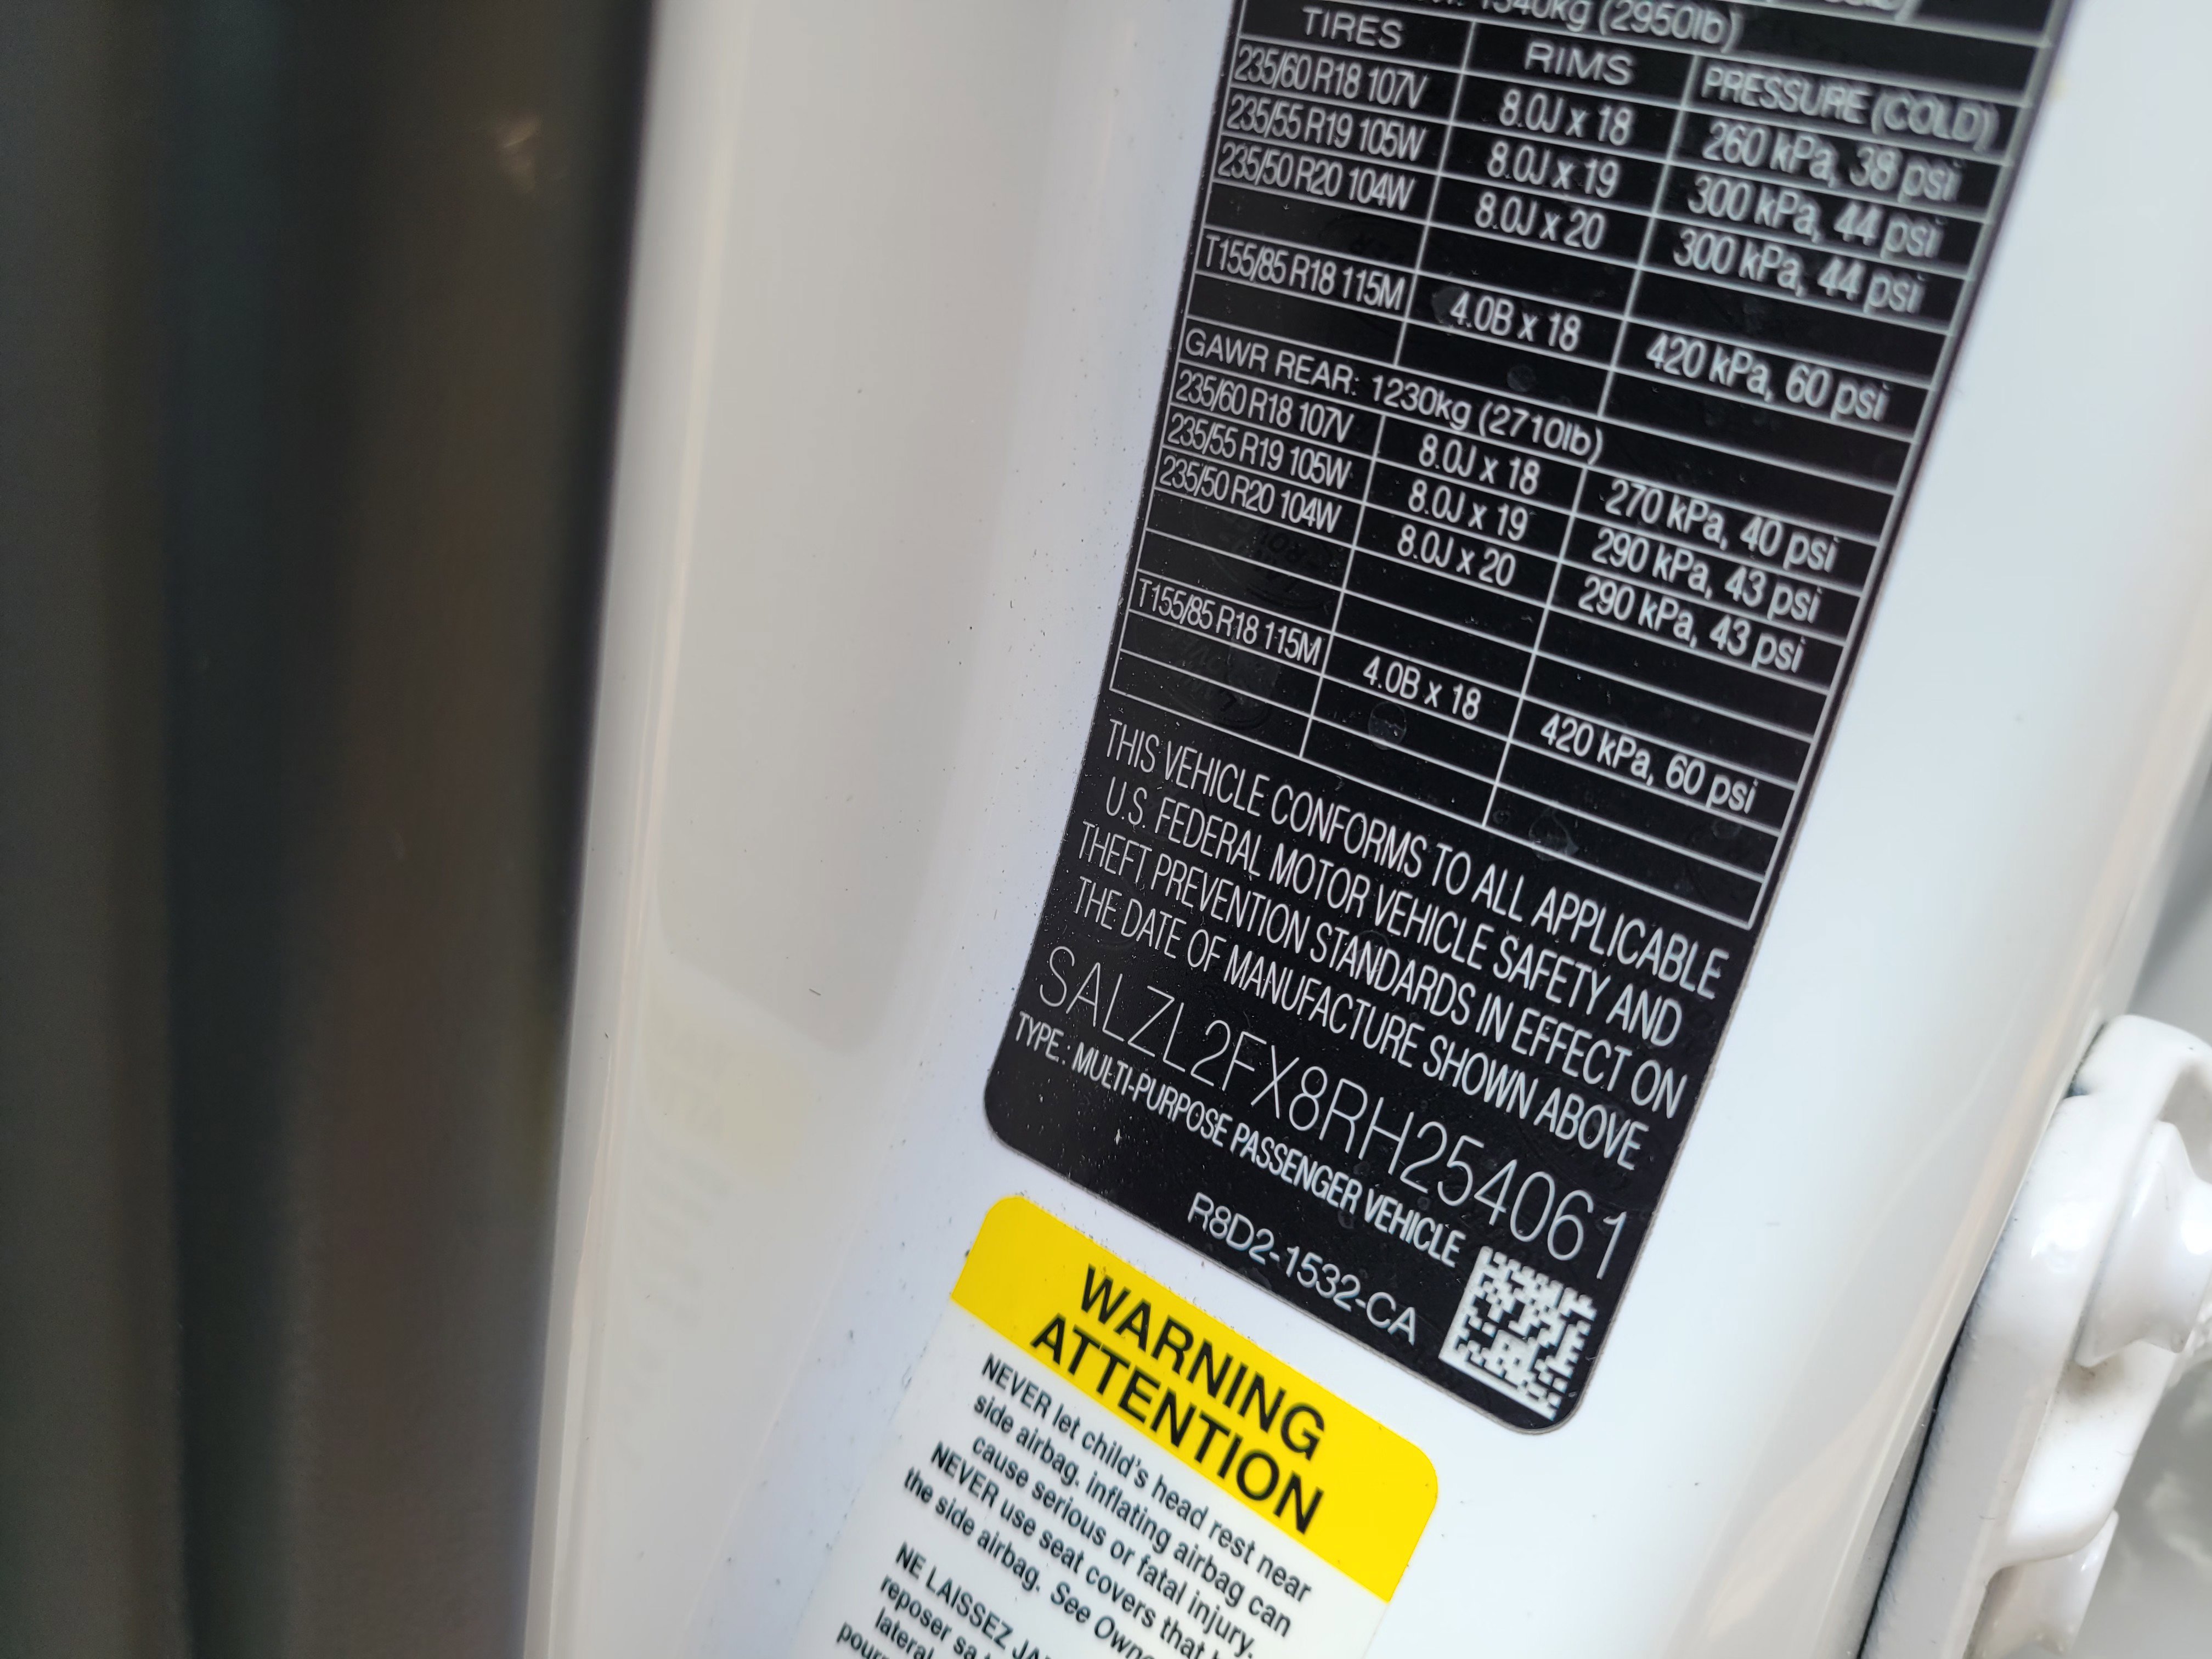 1340kg (2950lb)
TIRES RIMS PRESSURE (COLD)
235/60 R18 107V 8.0J x 18 260 kPa, 38 psi
235/55 R19 105W 8.0J x 19 300 kPa, 44 psi
235/50 R20 104W 8.0J x 20 300 kPa, 44 psi
T155/85 R18 115M 4.0B x 18 420 kPa, 60 psi
GAWR REAR: 1230kg (2710lb)
235/60 R18 107V 8.0J x 18 270 kPa, 40 psi
235/55 R19 105W 8.0J x 19 290 kPa, 43 psi
235/50 R20 104W 8.0J x 20 290 kPa, 43 psi
T155/85 R18 115M 4.0B x 18 420 kPa, 60 psi
THIS VEHICLE CONFORMS TO ALL APPLICABLE
U.S. FEDERAL MOTOR VEHICLE SAFETY AND
THEFT PREVENTION STANDARDS IN EFFECT ON
THE DATE OF MANUFACTURE SHOWN ABOVE
SALZL2FX8RH254061
TYPE.: MULTI-PURPOSE PASSENGER VEHICLE
R8D2-1532-CA
WARNING
ATTENTION
NEVER let child's head rest near
side airbag. inflating airbag can
cause serious or fatal injury.
NEVER use seat covers that
the side airbag. See
NE LAISSEZ
reposer